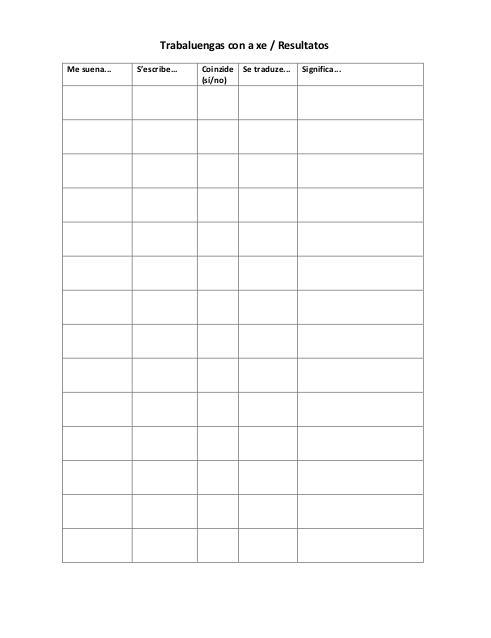 Trabaluengas con a xe / Resultatos
Me suena... S'escribe... Coinzide Se traduze... Significa...
(sí/no)